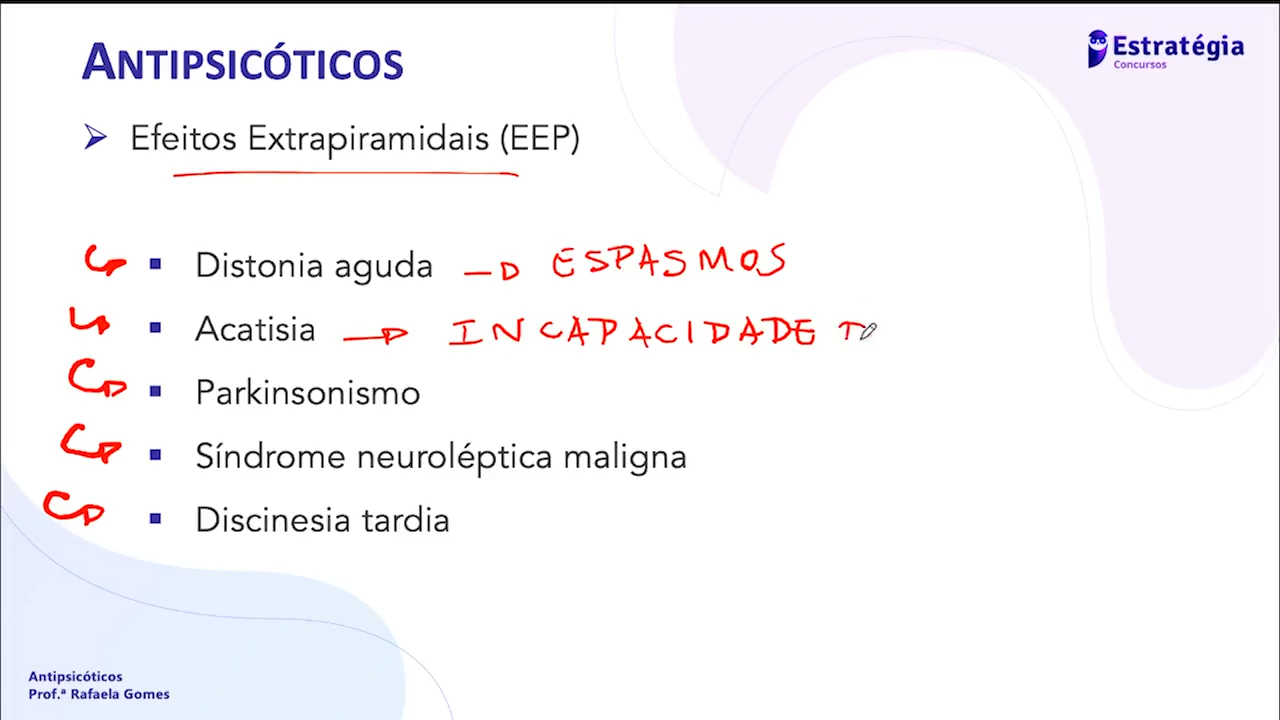 ANTIPSICÓTICOS
Estratégia
Concursos
Efeitos Extrapiramidais (EEP)
Distonia aguda → ESPASMOS
Acatisia → INCAPACIDADE
Parkinsonismo
Síndrome neuroléptica maligna
Discinesia tardia
Antipsicóticos
Prof.ª Rafaela Gomes